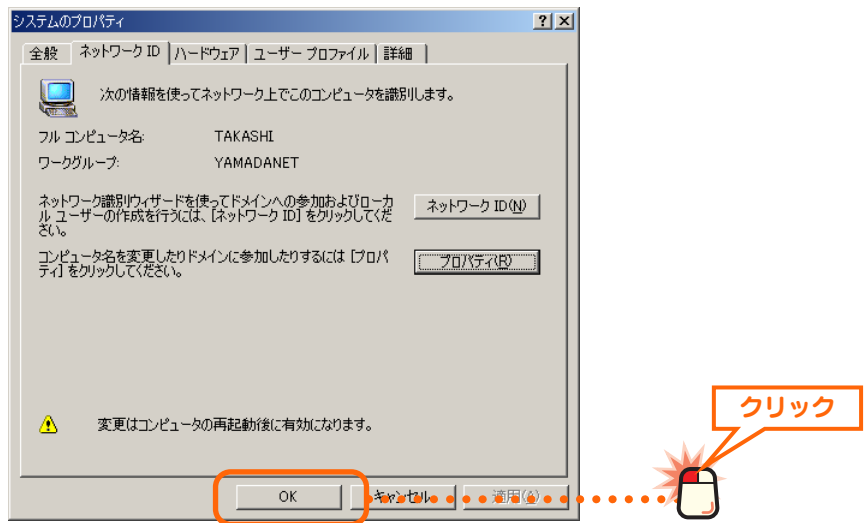 システムのプロパティ
全般 ネットワーク ID ハードウェア ユーザー プロファイル 詳細
次の情報を使ってネットワーク上でこのコンピュータを識別します。
フル コンピュータ名: TAKASHI
ワークグループ: YAMADANET
ネットワーク識別ウィザードを使ってドメインへの参加およびローカ
ル ユーザーの作成を行うには、[ネットワーク ID] をクリックしてくだ
さい。
ネットワーク ID(N)
コンピュータ名を変更したりドメインに参加したりするには [プロパ
ティ] をクリックしてください。
プロパティ(R)
変更はコンピュータの再起動後に有効になります。
クリック
OK キャンセル 適用(A)